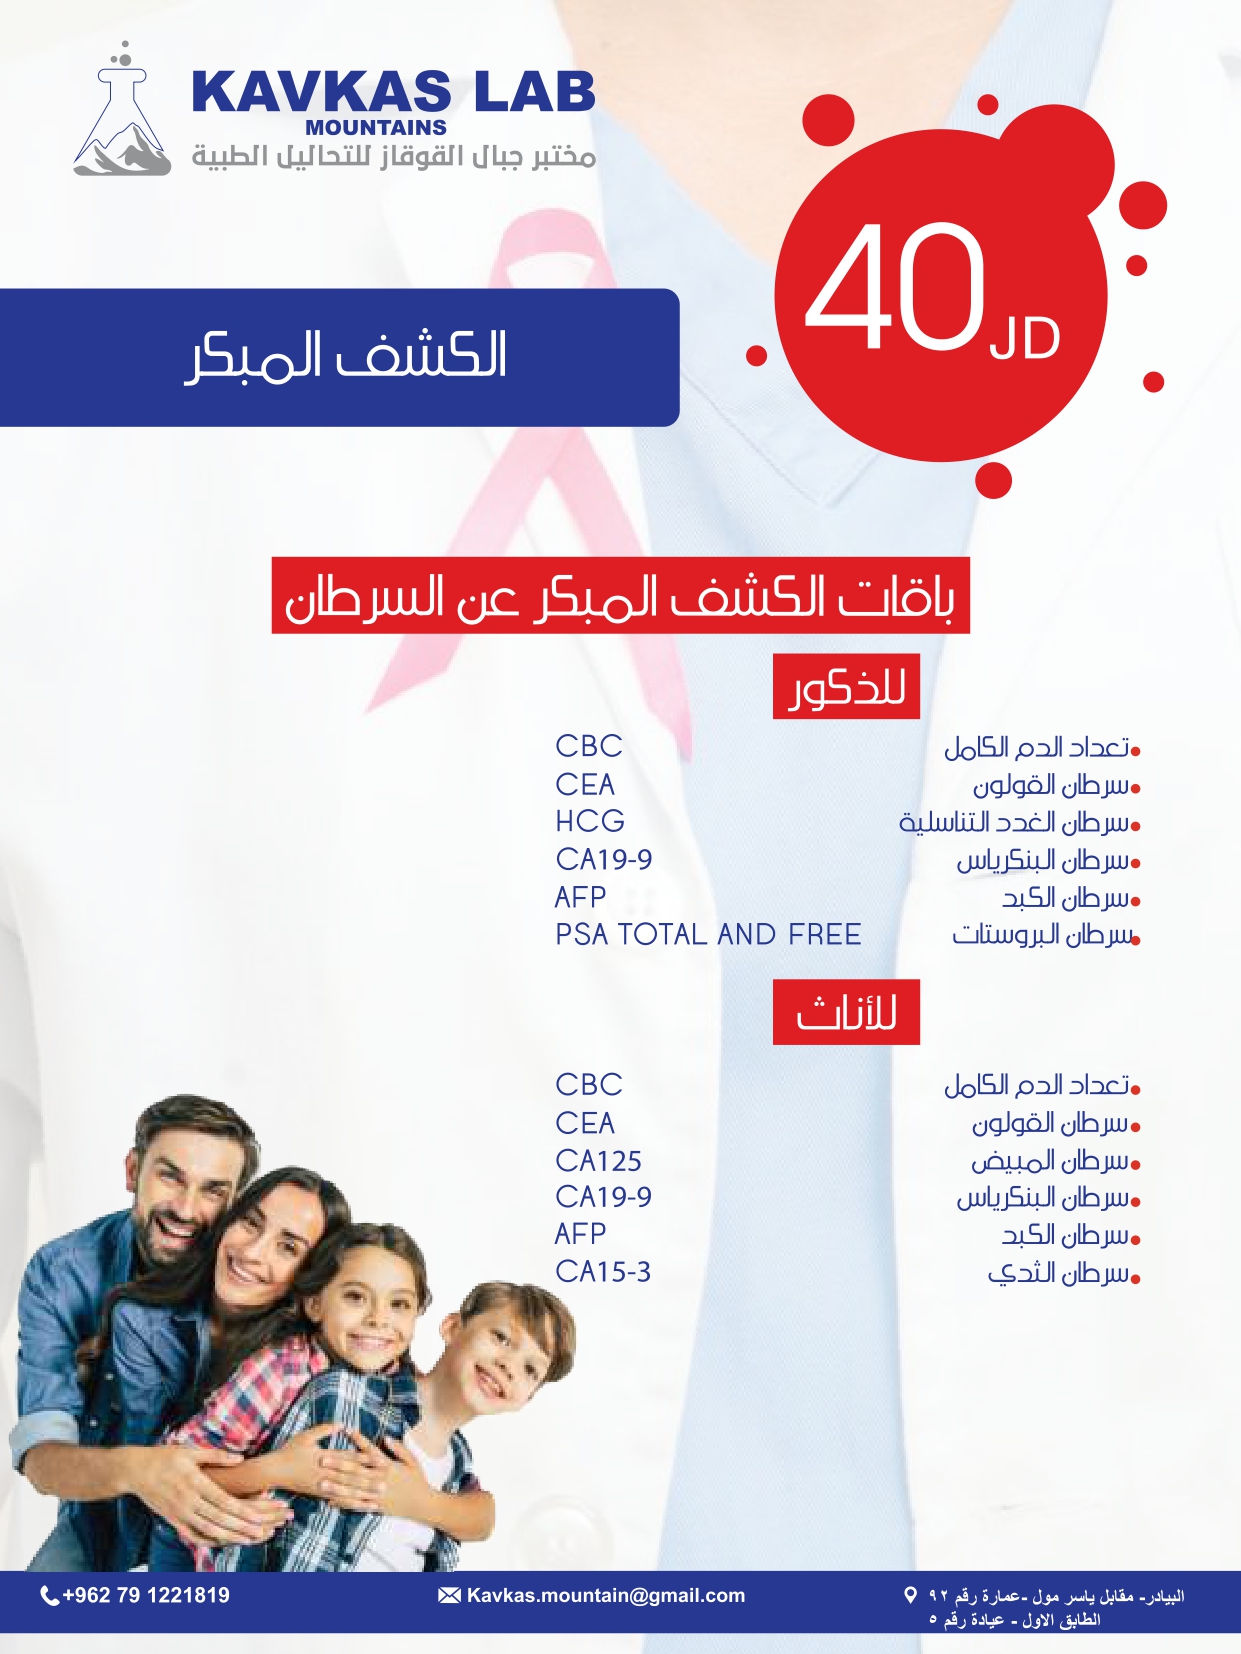 KAVKAS LAB
MOUNTAINS
مختبر جبال القوقاز للتحاليل الطبية
40 JD
الكشف المبكر
باقات الكشف المبكر عن السرطان
للذكور
تعداد الدم الكامل CBC
سرطان القولون CEA
سرطان الغدد التناسلية HCG
سرطان البنكرياس CA19-9
سرطان الكبد AFP
سرطان البروستات PSA TOTAL AND FREE
للأناث
تعداد الدم الكامل CBC
سرطان القولون CEA
سرطان المبيض CA125
سرطان البنكرياس CA19-9
سرطان الكبد AFP
سرطان الثدي CA15-3
+962 79 1221819
Kavkas.mountain@gmail.com
البيادر- مقابل ياسر مول -عمارة رقم ٩٢
الطابق الاول - عيادة رقم ٥